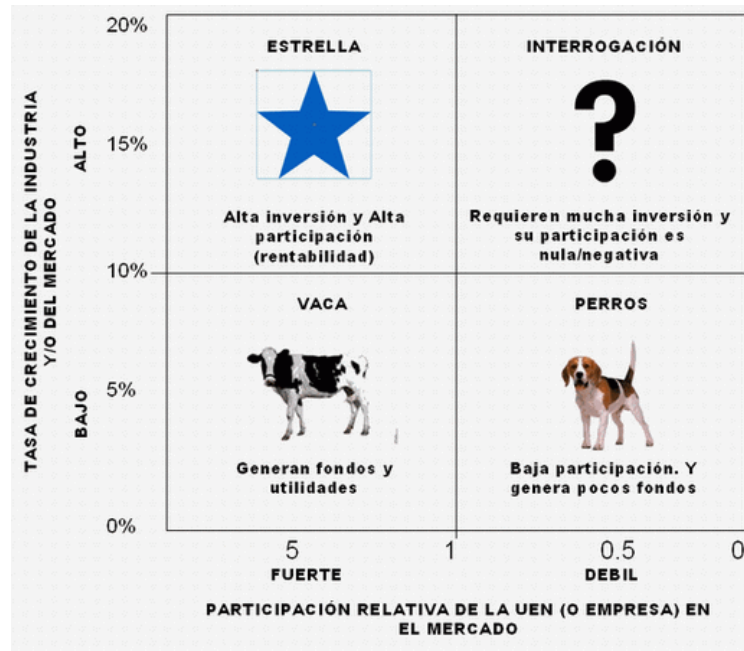 20%
ESTRELLA
INTERROGACIÓN
TASA DE CRECIMIENTO DE LA INDUSTRIA
Y/O DEL MERCADO
ALTO
15%
?
Alta inversión y Alta
participación
(rentabilidad)
Requieren mucha inversión y
su participación es
nula/negativa
10%
VACA
PERROS
BAJO
5%
Generan fondos y
utilidades
Baja participación. Y
genera pocos fondos
0%
5
1
0.5
0
FUERTE
DEBIL
PARTICIPACIÓN RELATIVA DE LA UEN (O EMPRESA) EN
EL MERCADO